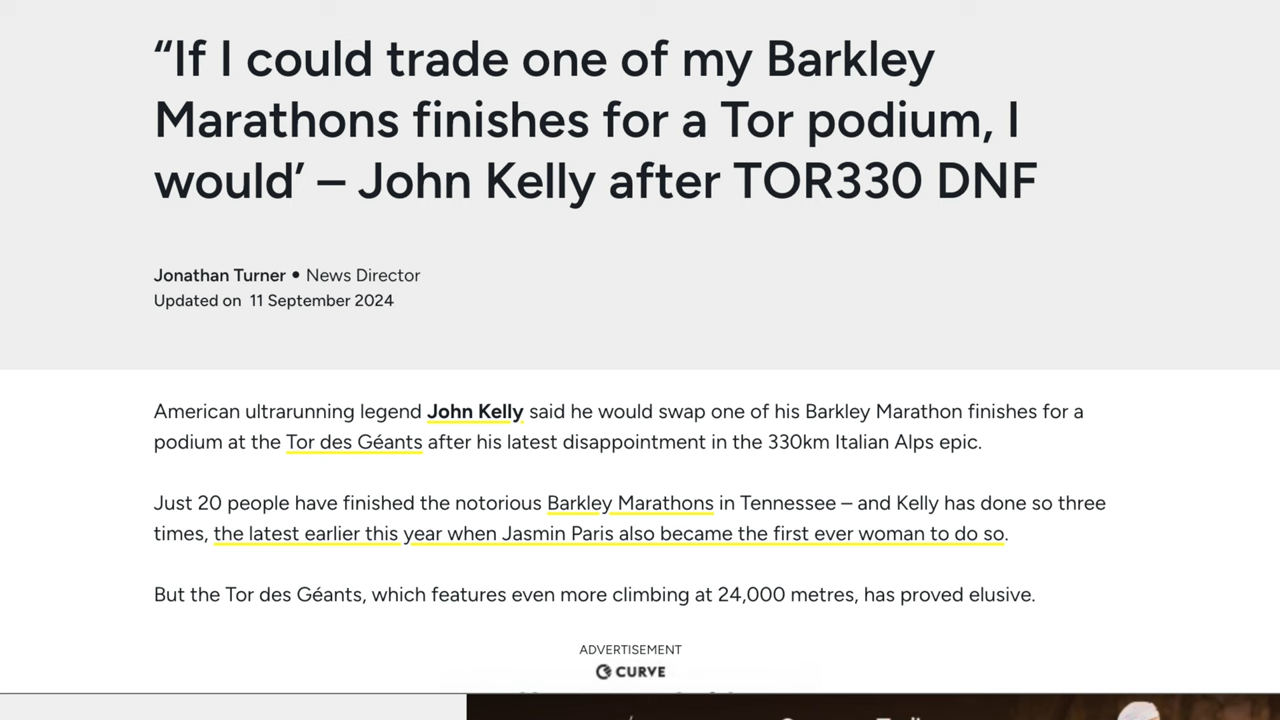 “If I could trade one of my Barkley
Marathons finishes for a Tor podium, I
would’ – John Kelly after TOR330 DNF
Jonathan Turner • News Director
Updated on 11 September 2024
American ultrarunning legend John Kelly said he would swap one of his Barkley Marathon finishes for a
podium at the Tor des Géants after his latest disappointment in the 330km Italian Alps epic.
Just 20 people have finished the notorious Barkley Marathons in Tennessee – and Kelly has done so three
times, the latest earlier this year when Jasmin Paris also became the first ever woman to do so.
But the Tor des Géants, which features even more climbing at 24,000 metres, has proved elusive.
ADVERTISEMENT
CURVE